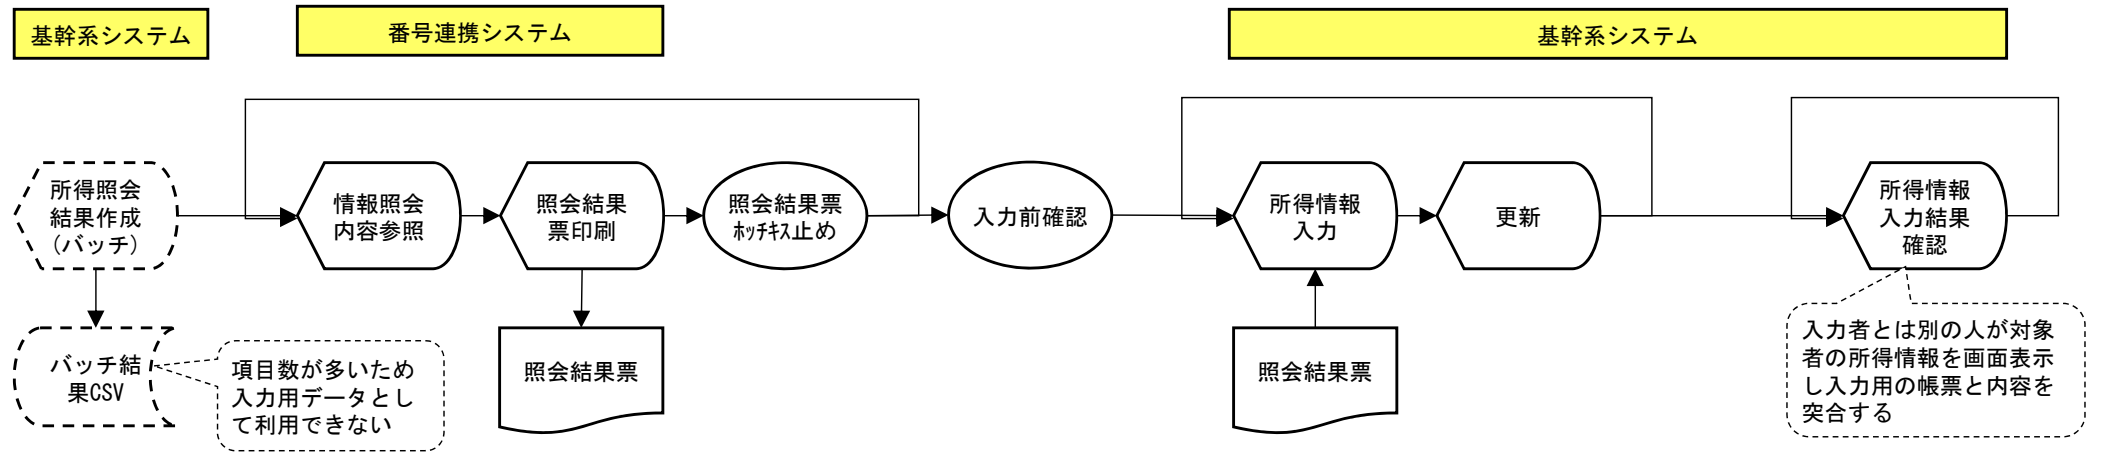 基幹系システム
番号連携システム
基幹系システム
所得照会
結果作成
(バッチ)
情報照会
内容参照
照会結果
票印刷
照会結果票
ホッチキス止め
入力前確認
所得情報
入力
更新
所得情報
入力結果
確認
バッチ結
果CSV
項目数が多いため
入力用データとし
て利用できない
照会結果票
照会結果票
入力者とは別の人が対象
者の所得情報を画面表示
し入力用の帳票と内容を
突合する